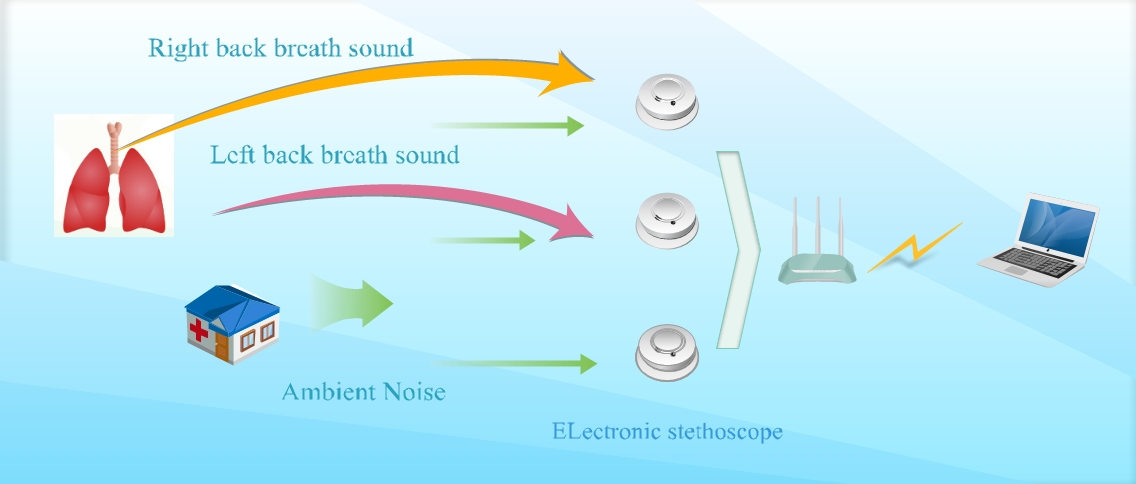 Right back breath sound
Left back breath sound
Ambient Noise
ELectronic stethoscope